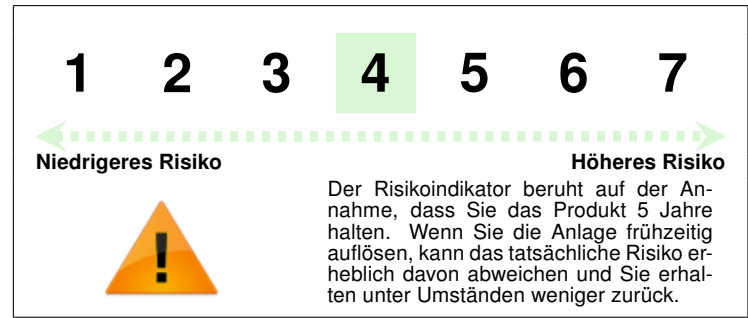 1 2 3 4 5 6 7
Niedrigeres Risiko Höheres Risiko
Der Risikoindikator beruht auf der An-
nahme, dass Sie das Produkt 5 Jahre
halten. Wenn Sie die Anlage frühzeitig
auflösen, kann das tatsächliche Risiko er-
heblich davon abweichen und Sie erhal-
ten unter Umständen weniger zurück.
!